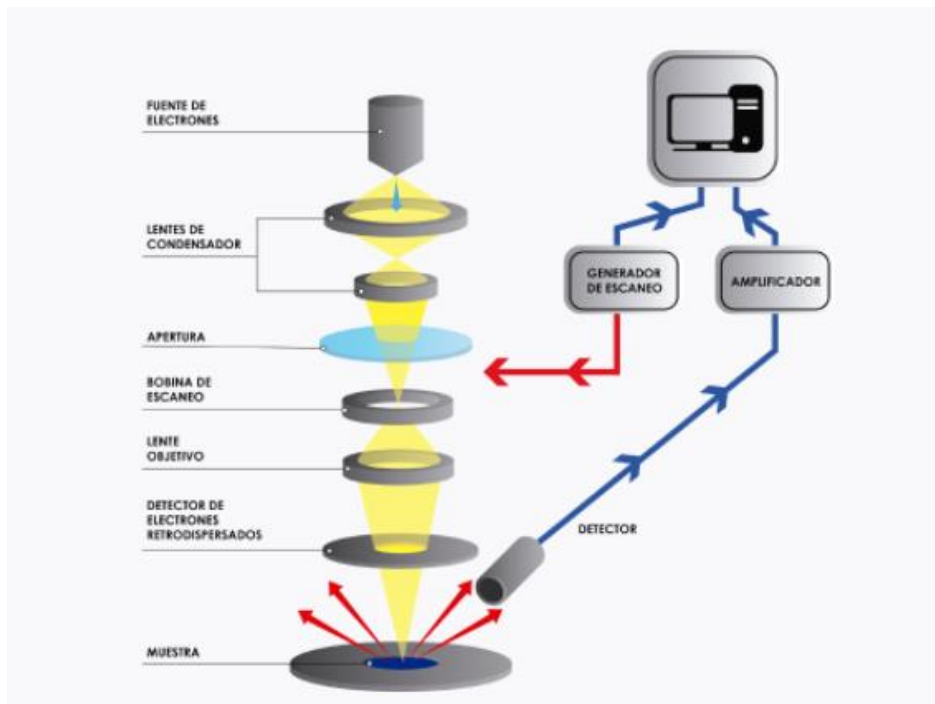 FUENTE DE
ELECTRONES
LENTES DE
CONDENSADOR
APERTURA
BOBINA DE
ESCANEO
LENTE
OBJETIVO
DETECTOR DE
ELECTRONES
RETRODISPERSADOS
MUESTRA
GENERADOR
DE ESCANEO
AMPLIFICADOR
DETECTOR